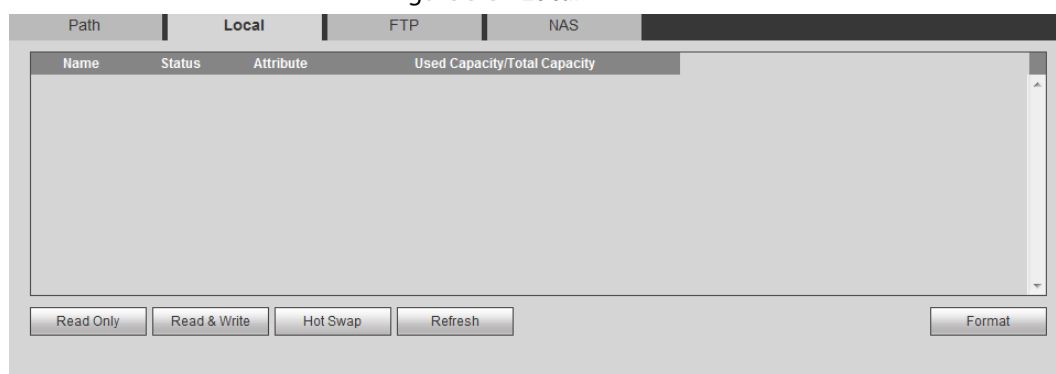 Path Local FTP NAS
Name Status Attribute Used Capacity/Total Capacity
Read Only Read & Write Hot Swap Refresh Format